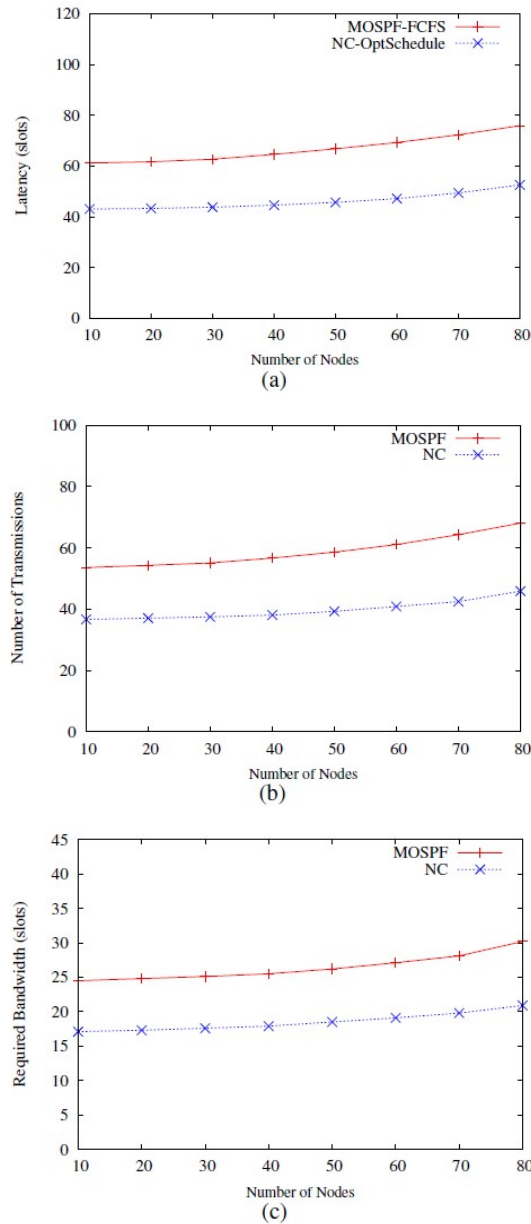 120
100
80
60
40
20
0
Latency (slots)
MOSPF-FCFS
NC-OptSchedule
10 20 30 40 50 60 70 80
Number of Nodes
(a)
100
80
60
40
20
0
Number of Transmissions
MOSPF
NC
10 20 30 40 50 60 70 80
Number of Nodes
(b)
45
40
35
30
25
20
15
10
5
0
Required Bandwidth (slots)
MOSPF
NC
10 20 30 40 50 60 70 80
Number of Nodes
(c)